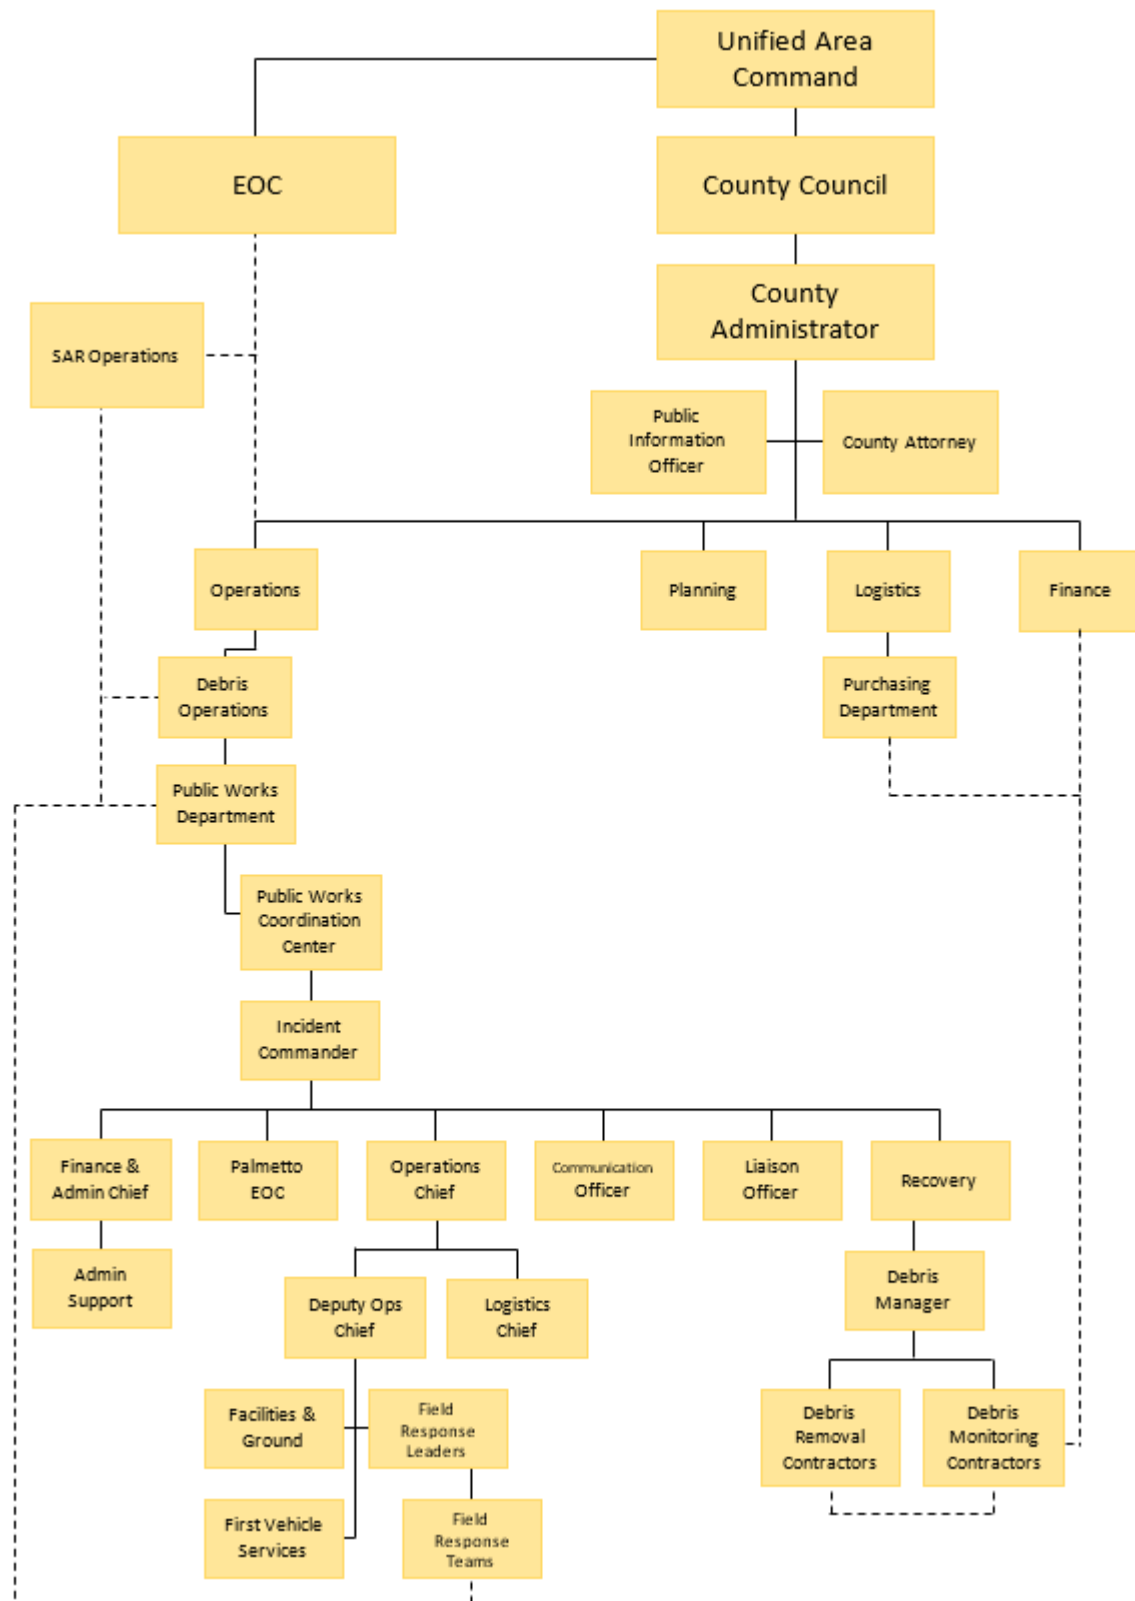 Unified Area
Command
EOC
County Council
County
Administrator
SAR Operations
Public
Information
Officer
County Attorney
Operations
Planning
Logistics
Finance
Debris
Operations
Purchasing
Department
Public Works
Department
Public Works
Coordination
Center
Incident
Commander
Finance &
Admin Chief
Palmetto
EOC
Operations
Chief
Communication
Officer
Liaison
Officer
Recovery
Admin
Support
Deputy Ops
Chief
Logistics
Chief
Debris
Manager
Facilities &
Ground
Field
Response
Leaders
Debris
Removal
Contractors
Debris
Monitoring
Contractors
First Vehicle
Services
Field
Response
Teams